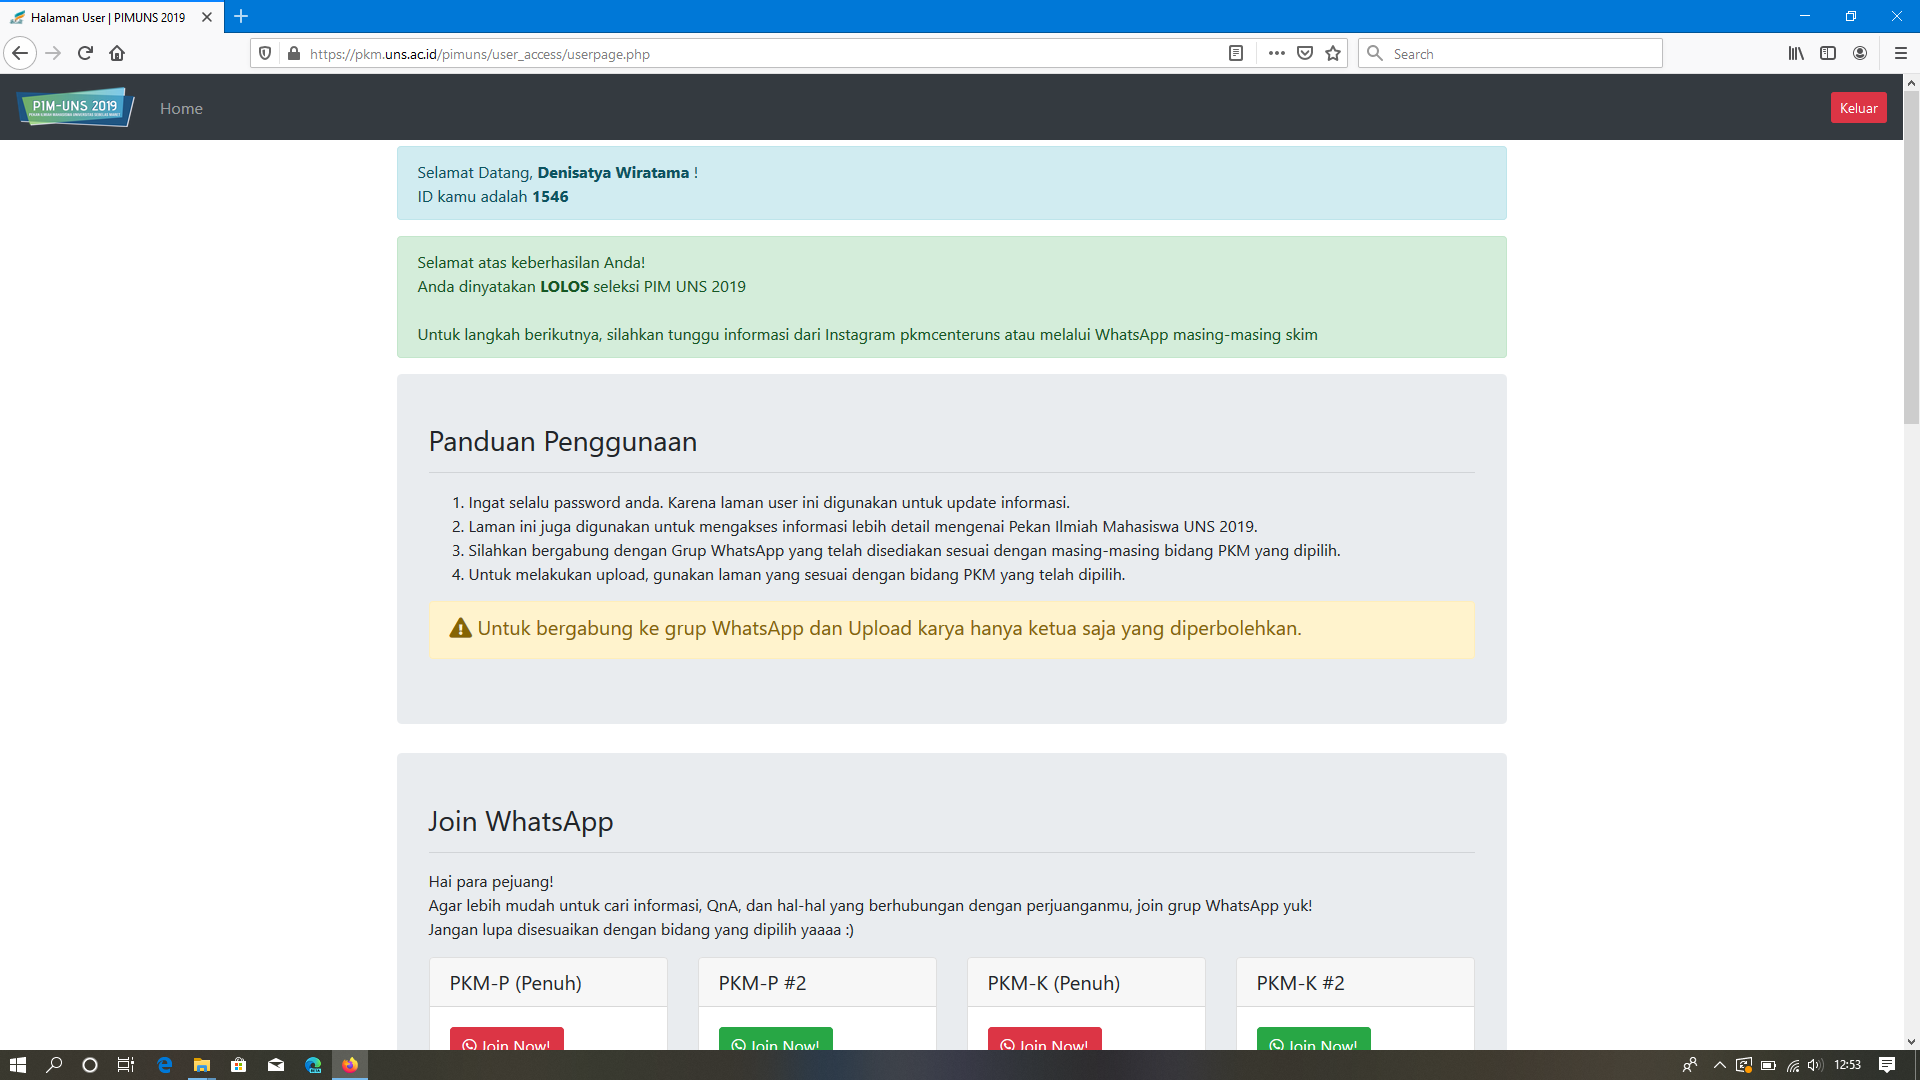 Halaman User | PIMUNS 2019
https://pkm.uns.ac.id/pimuns/user_access/userpage.php
Search
PIM-UNS 2019
Home
Keluar
Selamat Datang, Denisatya Wiratama !
ID kamu adalah 1546
Selamat atas keberhasilan Anda!
Anda dinyatakan LOLOS seleksi PIM UNS 2019
Untuk langkah berikutnya, silahkan tunggu informasi dari Instagram pkmcenteruns atau melalui WhatsApp masing-masing skim
Panduan Penggunaan
1. Ingat selalu password anda. Karena laman user ini digunakan untuk update informasi.
2. Laman ini juga digunakan untuk mengakses informasi lebih detail mengenai Pekan Ilmiah Mahasiswa UNS 2019.
3. Silahkan bergabung dengan Grup WhatsApp yang telah disediakan sesuai dengan masing-masing bidang PKM yang dipilih.
4. Untuk melakukan upload, gunakan laman yang sesuai dengan bidang PKM yang telah dipilih.
Untuk bergabung ke grup WhatsApp dan Upload karya hanya ketua saja yang diperbolehkan.
Join WhatsApp
Hai para pejuang!
Agar lebih mudah untuk cari informasi, QnA, dan hal-hal yang berhubungan dengan perjuanganmu, join grup WhatsApp yuk!
Jangan lupa disesuaikan dengan bidang yang dipilih yaaaa :)
PKM-P (Penuh)
PKM-P #2
PKM-K (Penuh)
PKM-K #2
Join Now!
Join Now!
Join Now!
Join Now!
12:53